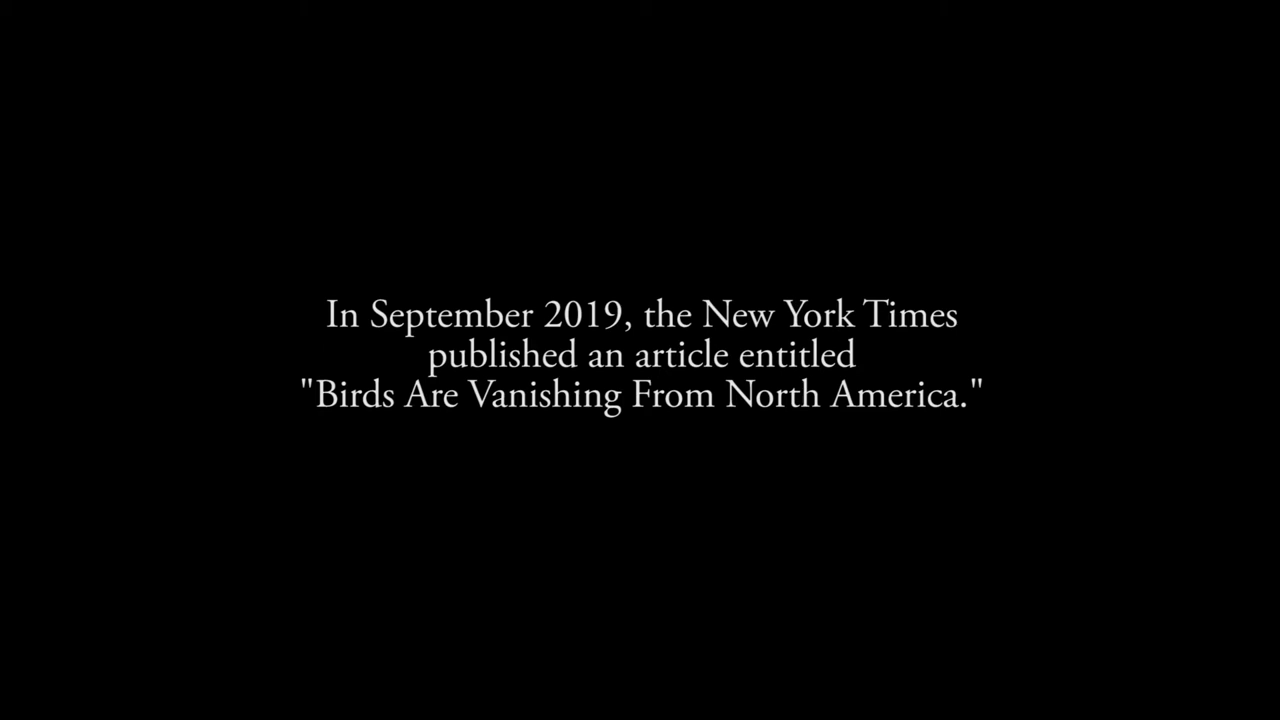 In September 2019, the New York Times
published an article entitled
"Birds Are Vanishing From North America."